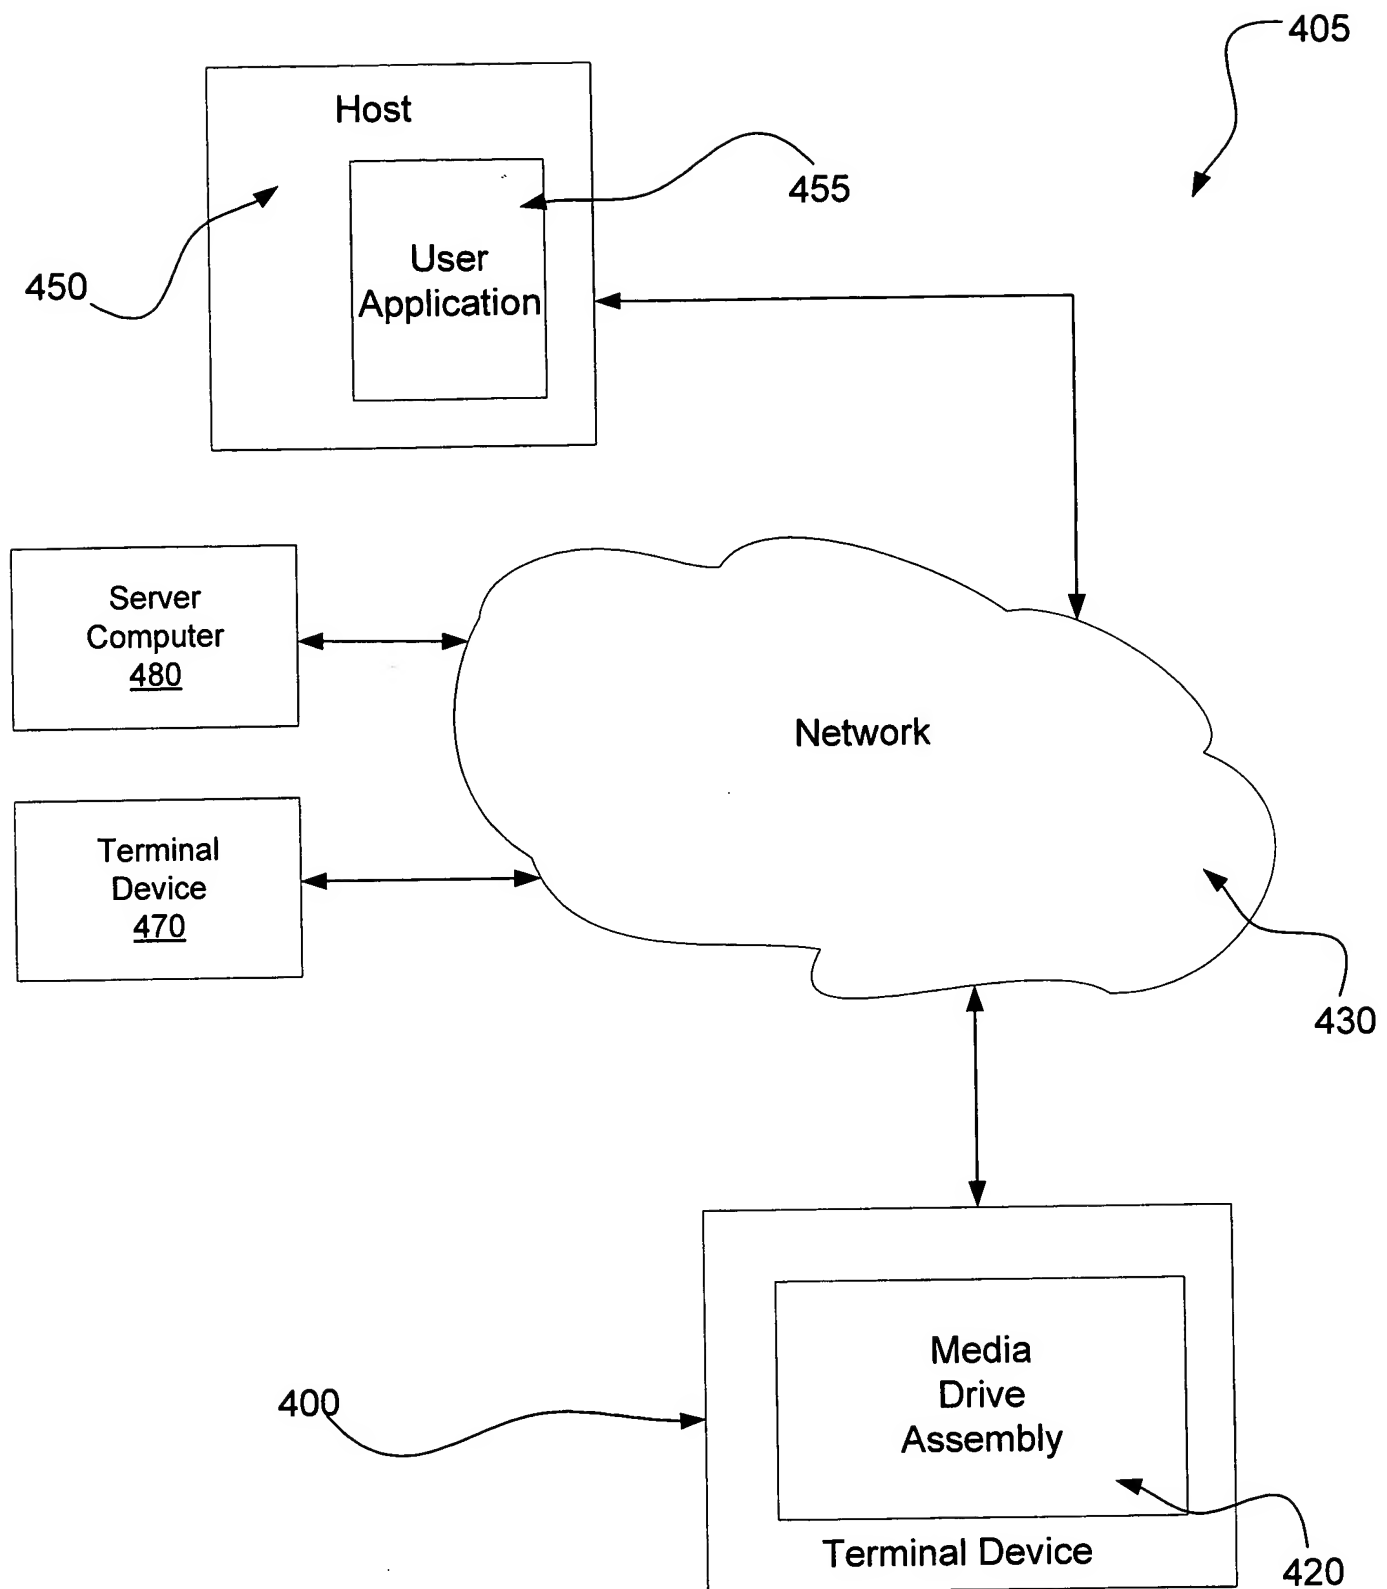 405
Host
455
450
User
Application
Server
Computer
480
Network
Terminal
Device
470
430
Media
Drive
Assembly
400
Terminal Device
420